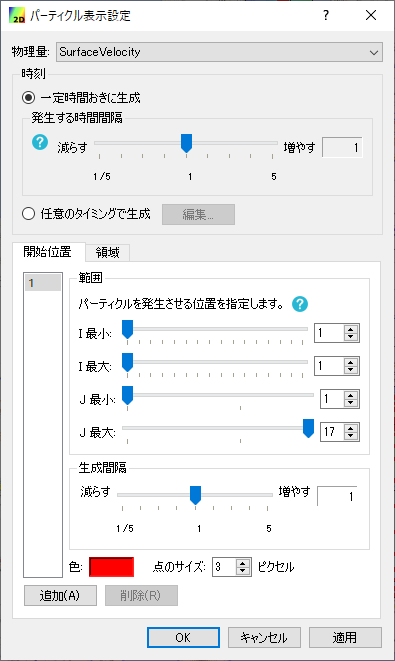 2D パーティクル表示設定
物理量: SurfaceVelocity
時刻
一定時間おきに生成
発生する時間間隔
? 減らす 増やす 1
1/5 1 5
任意のタイミングで生成 編集...
開始位置 領域
1
範囲
パーティクルを発生させる位置を指定します。 ?
I 最小: 1
I 最大: 1
J 最小: 1
J 最大: 17
生成間隔
減らす 増やす 1
1/5 1 5
色: 点のサイズ: 3 ピクセル
追加(A) 削除(R)
OK キャンセル 適用